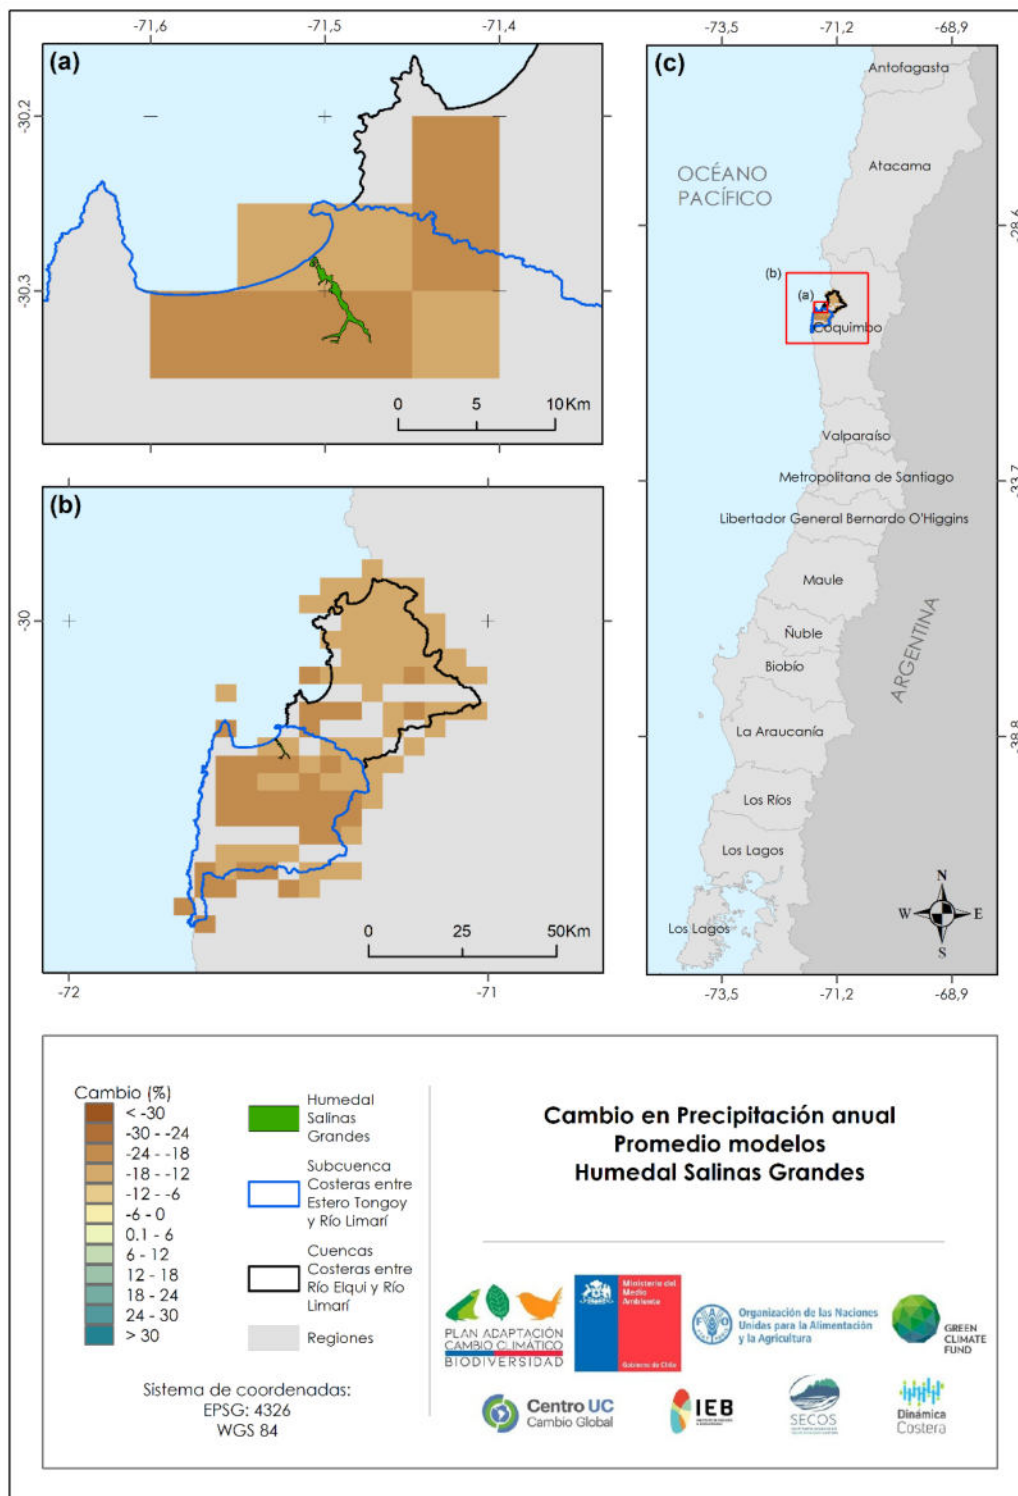 -71,6
-71,5
-71,4
(a)
-30,2
-30,3
0
5
10Km
(b)
-30
0
25
50Km
-72
-71
-73,5
-71,2
-68,9
(c)
Antofagasta
Atacama
OCÉANO
PACÍFICO
-28,6
(b)
(a)
Coquimbo
Valparaíso
Metropolitana de Santiago
-33,7
Libertador General Bernardo O'Higgins
Maule
Ñuble
Biobío
ARGENTINA
La Araucanía
-38,8
Los Ríos
Los Lagos
Los Lagos
N
W
E
S
-73,5
-71,2
-68,9
Cambio (%)
< -30
-30 - -24
-24 - -18
-18 - -12
-12 - -6
-6 - 0
0.1 - 6
6 - 12
12 - 18
18 - 24
24 - 30
> 30
Humedal
Salinas
Grandes
Subcuenca
Costeras entre
Estero Tongoy
y Río Limarí
Cuencas
Costeras entre
Río Elqui y Río
Limarí
Regiones
Sistema de coordenadas:
EPSG: 4326
WGS 84
Cambio en Precipitación anual
Promedio modelos
Humedal Salinas Grandes
PLAN ADAPTACIÓN
CAMBIO CLIMÁTICO
BIODIVERSIDAD
Ministerio del
Medio
Ambiente
Gobierno de Chile
FAO
Organización de las Naciones
Unidas para la Alimentación
y la Agricultura
GREEN
CLIMATE
FUND
Centro UC
Cambio Global
IEB
SECOS
Dinámica
Costera